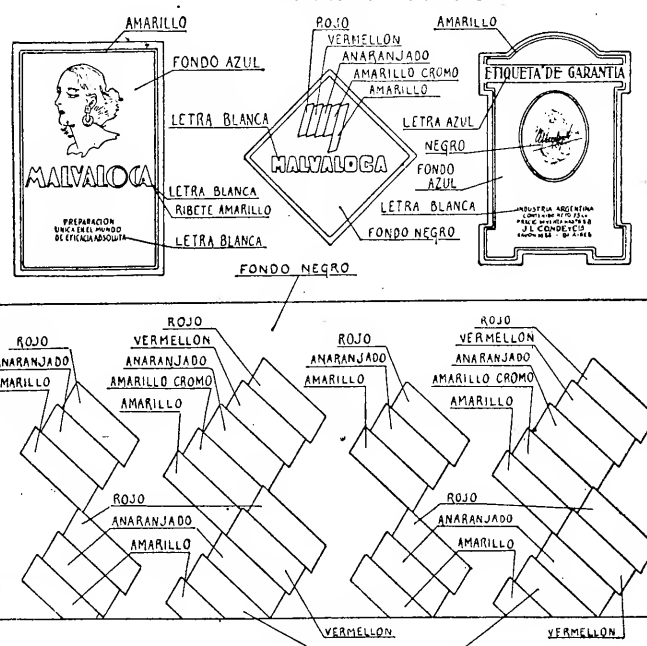 AMARILLO
FONDO AZUL
MALVALOCA
LETRA BLANCA
RIBETE AMARILLO
PREPARACION
UNICA EN EL MUNDO
DE EFICACIA ABSOLUTA
LETRA BLANCA
ROJO
VERMELLON
ANARANJADO
AMARILLO CROMO
AMARILLO
LETRA BLANCA
MALVALOCA
FONDO NEGRO
AMARILLO
ETIQUETA DE GARANTIA
LETRA AZUL
NEGRO
FONDO
AZUL
LETRA BLANCA
INDUSTRIA ARGENTINA
J L CONDE Y CIA
FONDO NEGRO
ROJO
ANARANJADO
AMARILLO
ROJO
VERMELLON
ANARANJADO
AMARILLO CROMO
AMARILLO
ROJO
ANARANJADO
AMARILLO
ROJO
VERMELLON
ANARANJADO
AMARILLO CROMO
AMARILLO
ROJO
ANARANJADO
AMARILLO
ROJO
ANARANJADO
AMARILLO
VERMELLON
VERMELLON